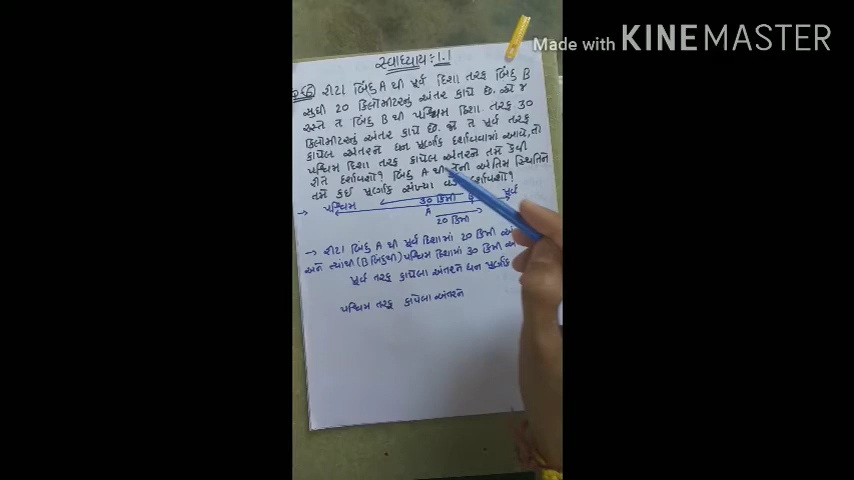 Made with KINEMASTER
સ્વાધ્યાય : 1.1
રીટા બિંદુ A થી પૂર્વ દિશા તરફ બિંદુ B
સુધી 20 કિલોમીટરનું અંતર કાપે છે. એ જ
રસ્તે તે બિંદુ B થી પશ્ચિમ દિશા તરફ 30
કિલોમીટરનું અંતર કાપે છે. જો તે પૂર્વ તરફ
કાપેલ અંતરને ધન પૂર્ણાંક દર્શાવવામાં આવે, તો
પશ્ચિમ દિશા તરફ કાપેલ અંતરને તમે કેવી
રીતે દર્શાવશો? બિંદુ A થી તેની અંતિમ સ્થિતિને
તમે કઈ પૂર્ણાંક સંખ્યા વડે દર્શાવશો?
→ પશ્ચિમ 30 કિમી B પૂર્વ
A
20 કિમી
→ રીટા બિંદુ A થી પૂર્વ દિશામાં 20 કિમી
અને ત્યાંથી (B બિંદુથી) પશ્ચિમ દિશામાં 30 કિમી
પૂર્વ તરફ કાપેલા અંતરને ધન પૂર્ણાંક
પશ્ચિમ તરફ કાપેલા અંતરને